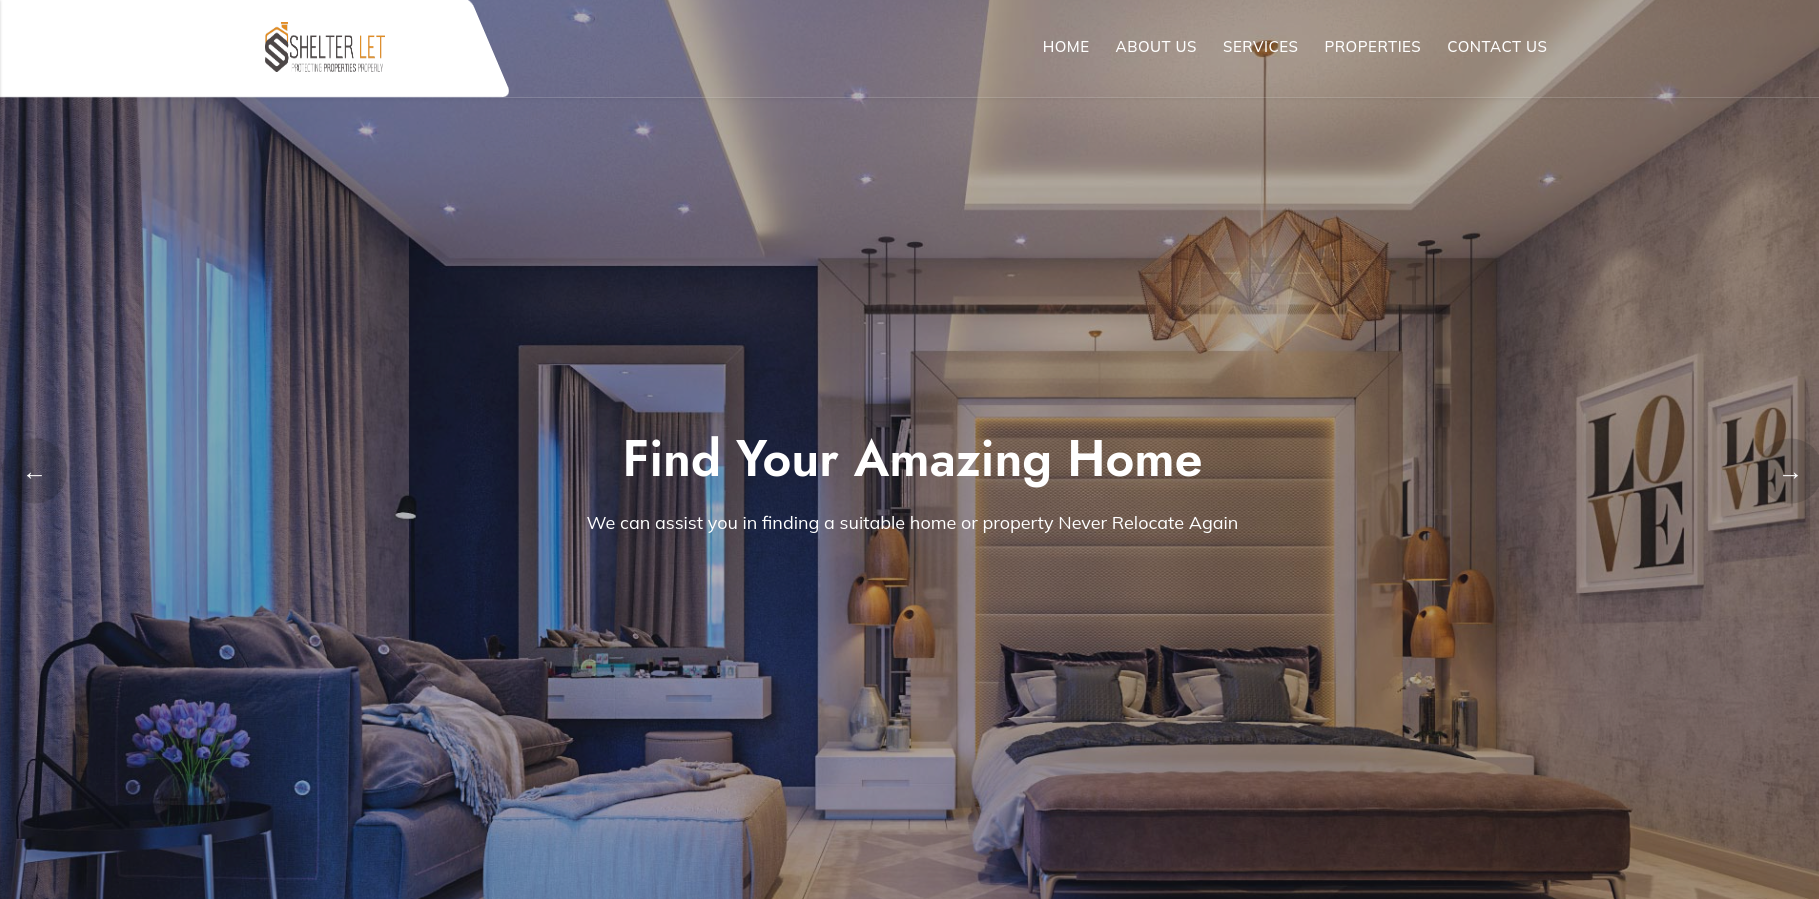 SHELTER LET
PROTECTING PROPERTIES PROPERLY
HOME ABOUT US SERVICES PROPERTIES CONTACT US
LOVE
LOVE
Find Your Amazing Home
← →
We can assist you in finding a suitable home or property Never Relocate Again